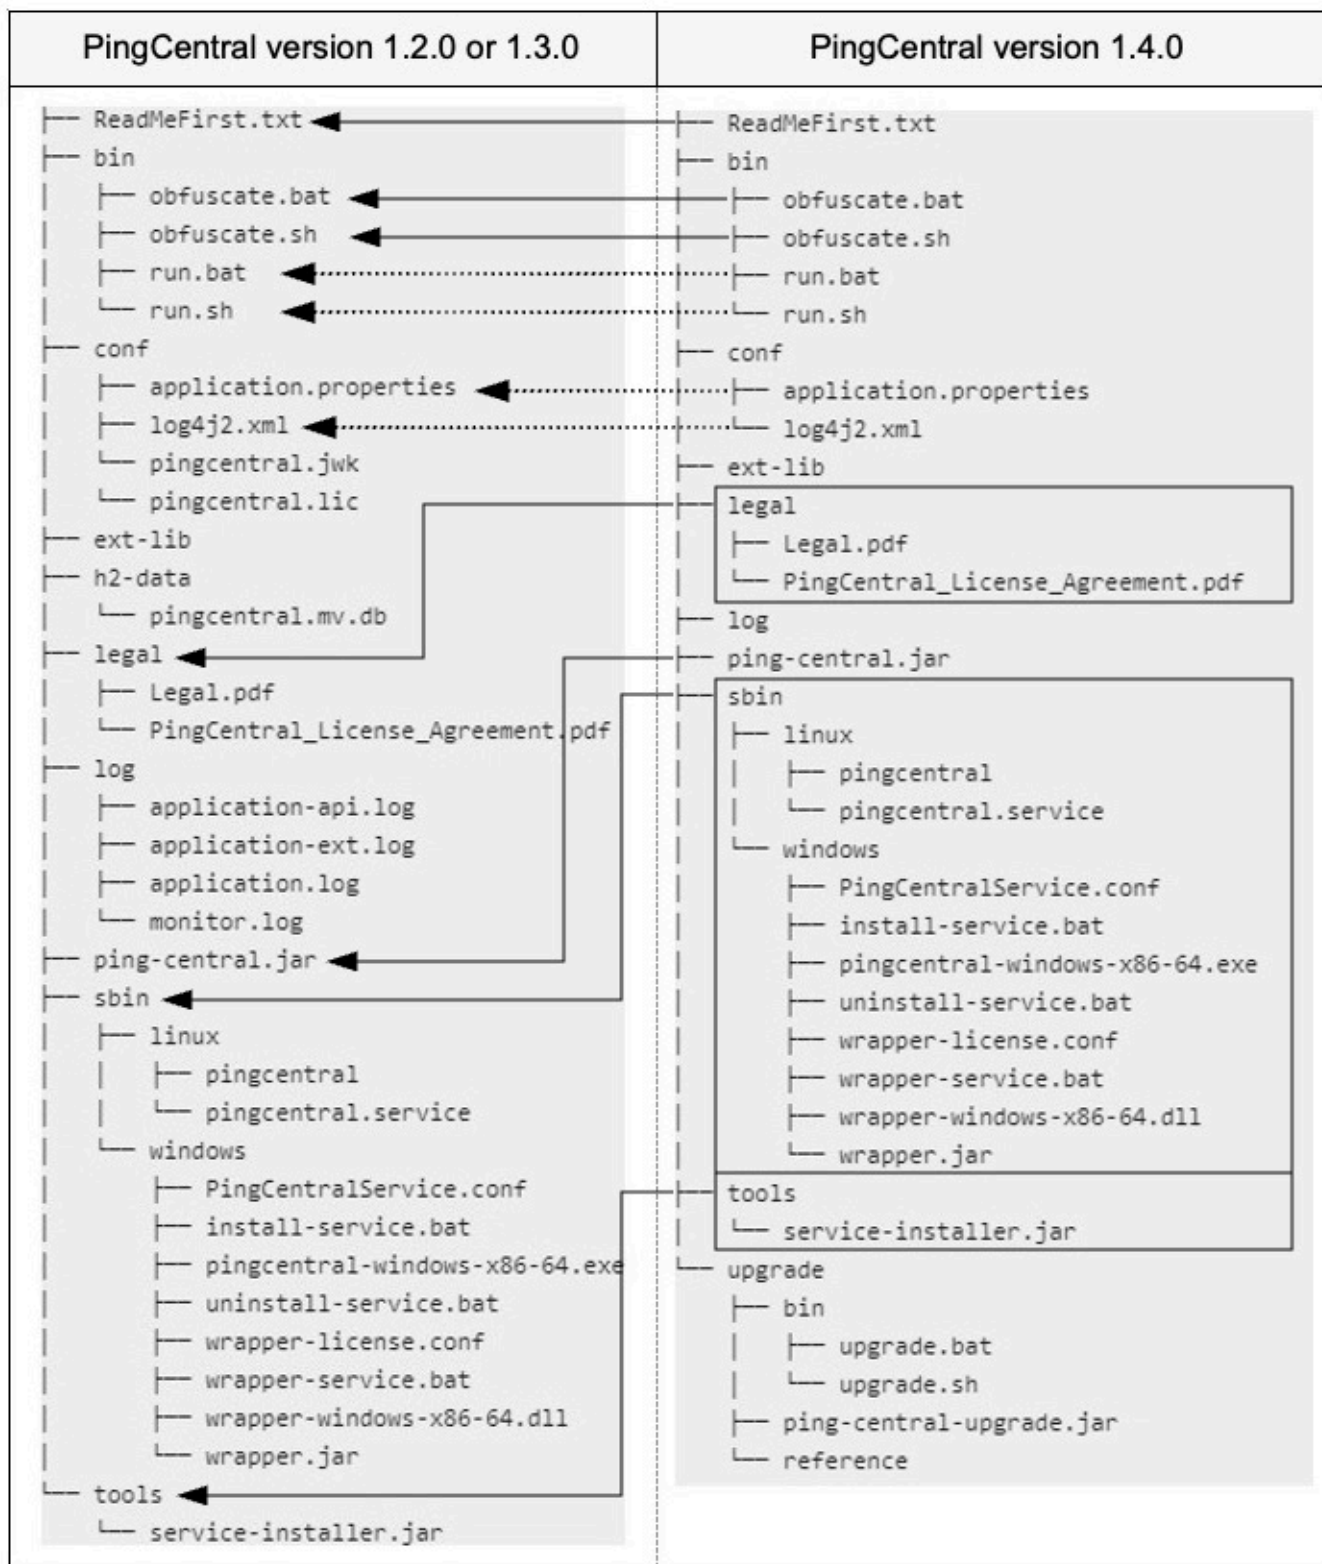 PingCentral version 1.2.0 or 1.3.0
ReadMeFirst.txt
bin
obfuscate.bat
obfuscate.sh
run.bat
run.sh
conf
application.properties
log4j2.xml
pingcentral.jwk
pingcentral.lic
ext-lib
h2-data
pingcentral.mv.db
legal
Legal.pdf
PingCentral_License_Agreement.pdf
log
application-api.log
application-ext.log
application.log
monitor.log
ping-central.jar
sbin
linux
pingcentral
pingcentral.service
windows
PingCentralService.conf
install-service.bat
pingcentral-windows-x86-64.exe
uninstall-service.bat
wrapper-license.conf
wrapper-service.bat
wrapper-windows-x86-64.dll
wrapper.jar
tools
service-installer.jar
PingCentral version 1.4.0
ReadMeFirst.txt
bin
obfuscate.bat
obfuscate.sh
run.bat
run.sh
conf
application.properties
log4j2.xml
ext-lib
legal
Legal.pdf
PingCentral_License_Agreement.pdf
log
ping-central.jar
sbin
linux
pingcentral
pingcentral.service
windows
PingCentralService.conf
install-service.bat
pingcentral-windows-x86-64.exe
uninstall-service.bat
wrapper-license.conf
wrapper-service.bat
wrapper-windows-x86-64.dll
wrapper.jar
tools
service-installer.jar
upgrade
bin
upgrade.bat
upgrade.sh
ping-central-upgrade.jar
reference